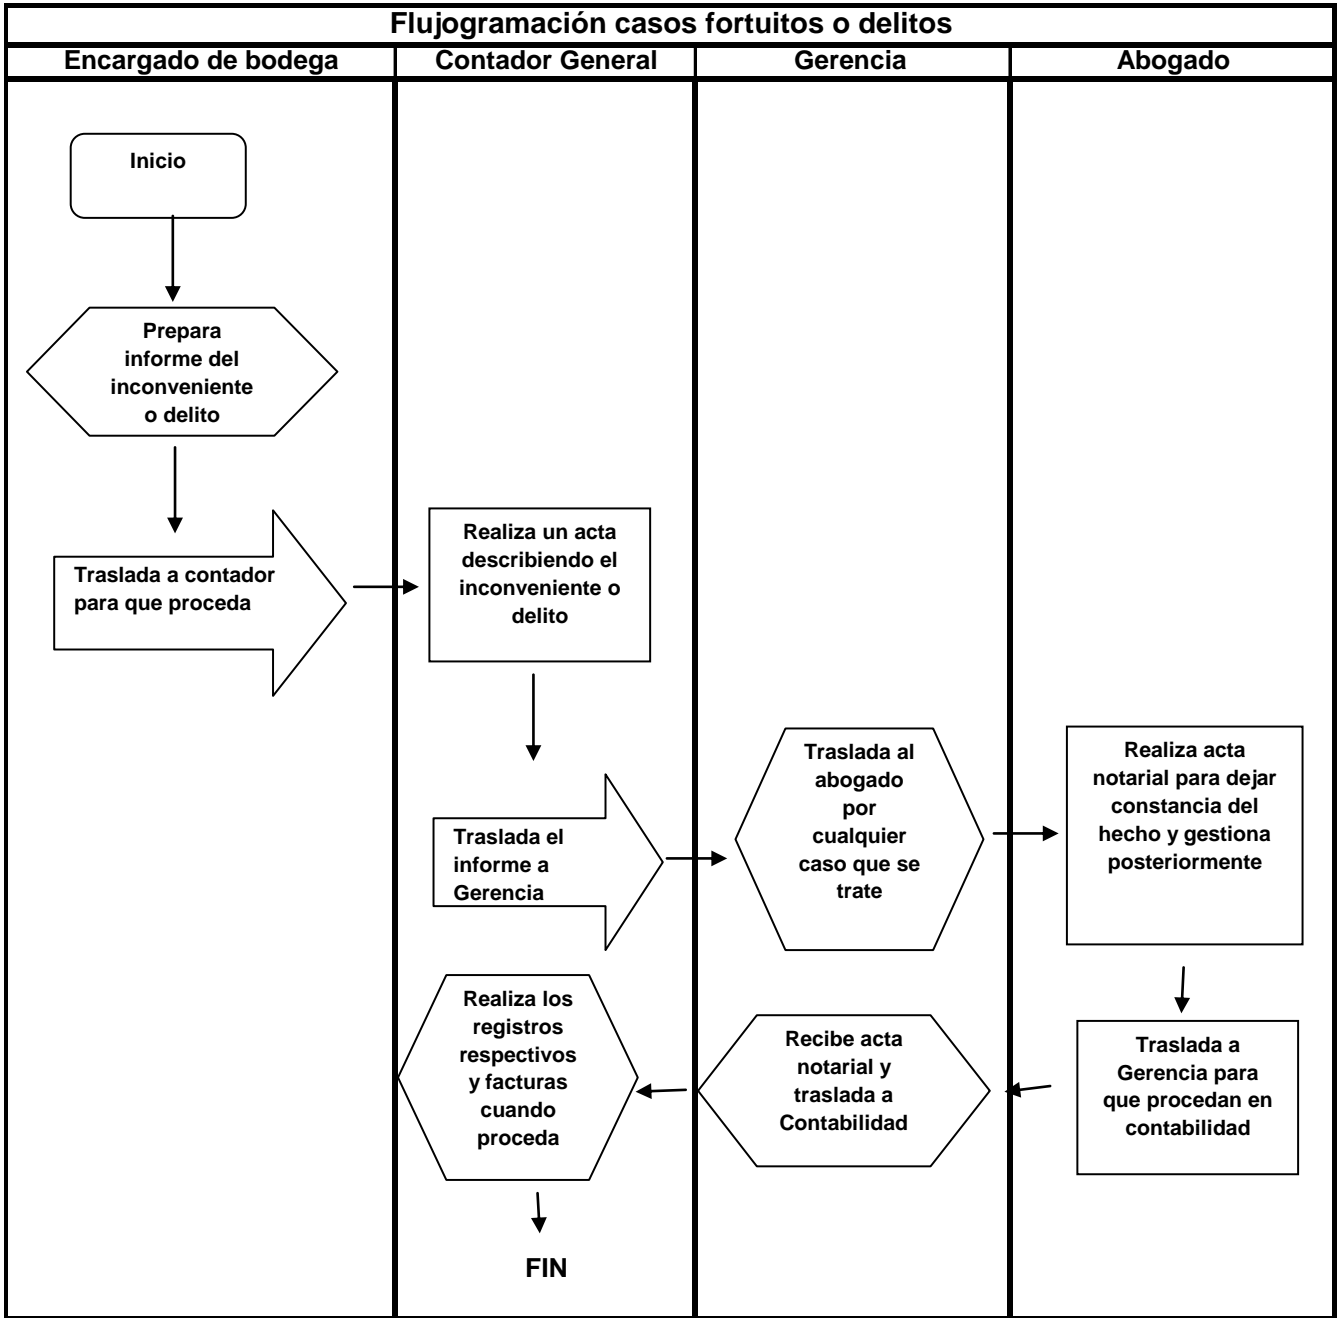 Flujogramación casos fortuitos o delitos
Encargado de bodega
Contador General
Gerencia
Abogado
Inicio
Prepara
informe del
inconveniente
o delito
Traslada a contador
para que proceda
Realiza un acta
describiendo el
inconveniente o
delito
Traslada el
informe a
Gerencia
Traslada al
abogado
por
cualquier
caso que se
trate
Realiza acta
notarial para dejar
constancia del
hecho y gestiona
posteriormente
Traslada a
Gerencia para
que procedan en
contabilidad
Recibe acta
notarial y
traslada a
Contabilidad
Realiza los
registros
respectivos
y facturas
cuando
proceda
FIN